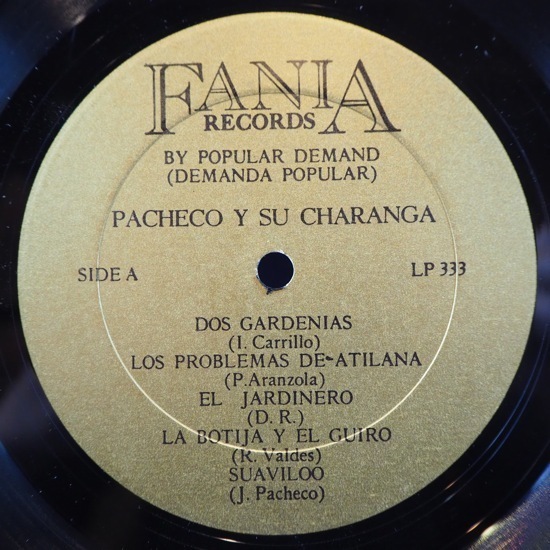 FANIA
RECORDS
BY POPULAR DEMAND
(DEMANDA POPULAR)
PACHECO Y SU CHARANGA
SIDE A LP 333
DOS GARDENIAS
(I. Carrillo)
LOS PROBLEMAS DE ATILANA
(P. Aranzola)
EL JARDINERO
(D. R.)
LA BOTIJA Y EL GUIRO
(R. Valdes)
SUAVILOO
(J. Pacheco)